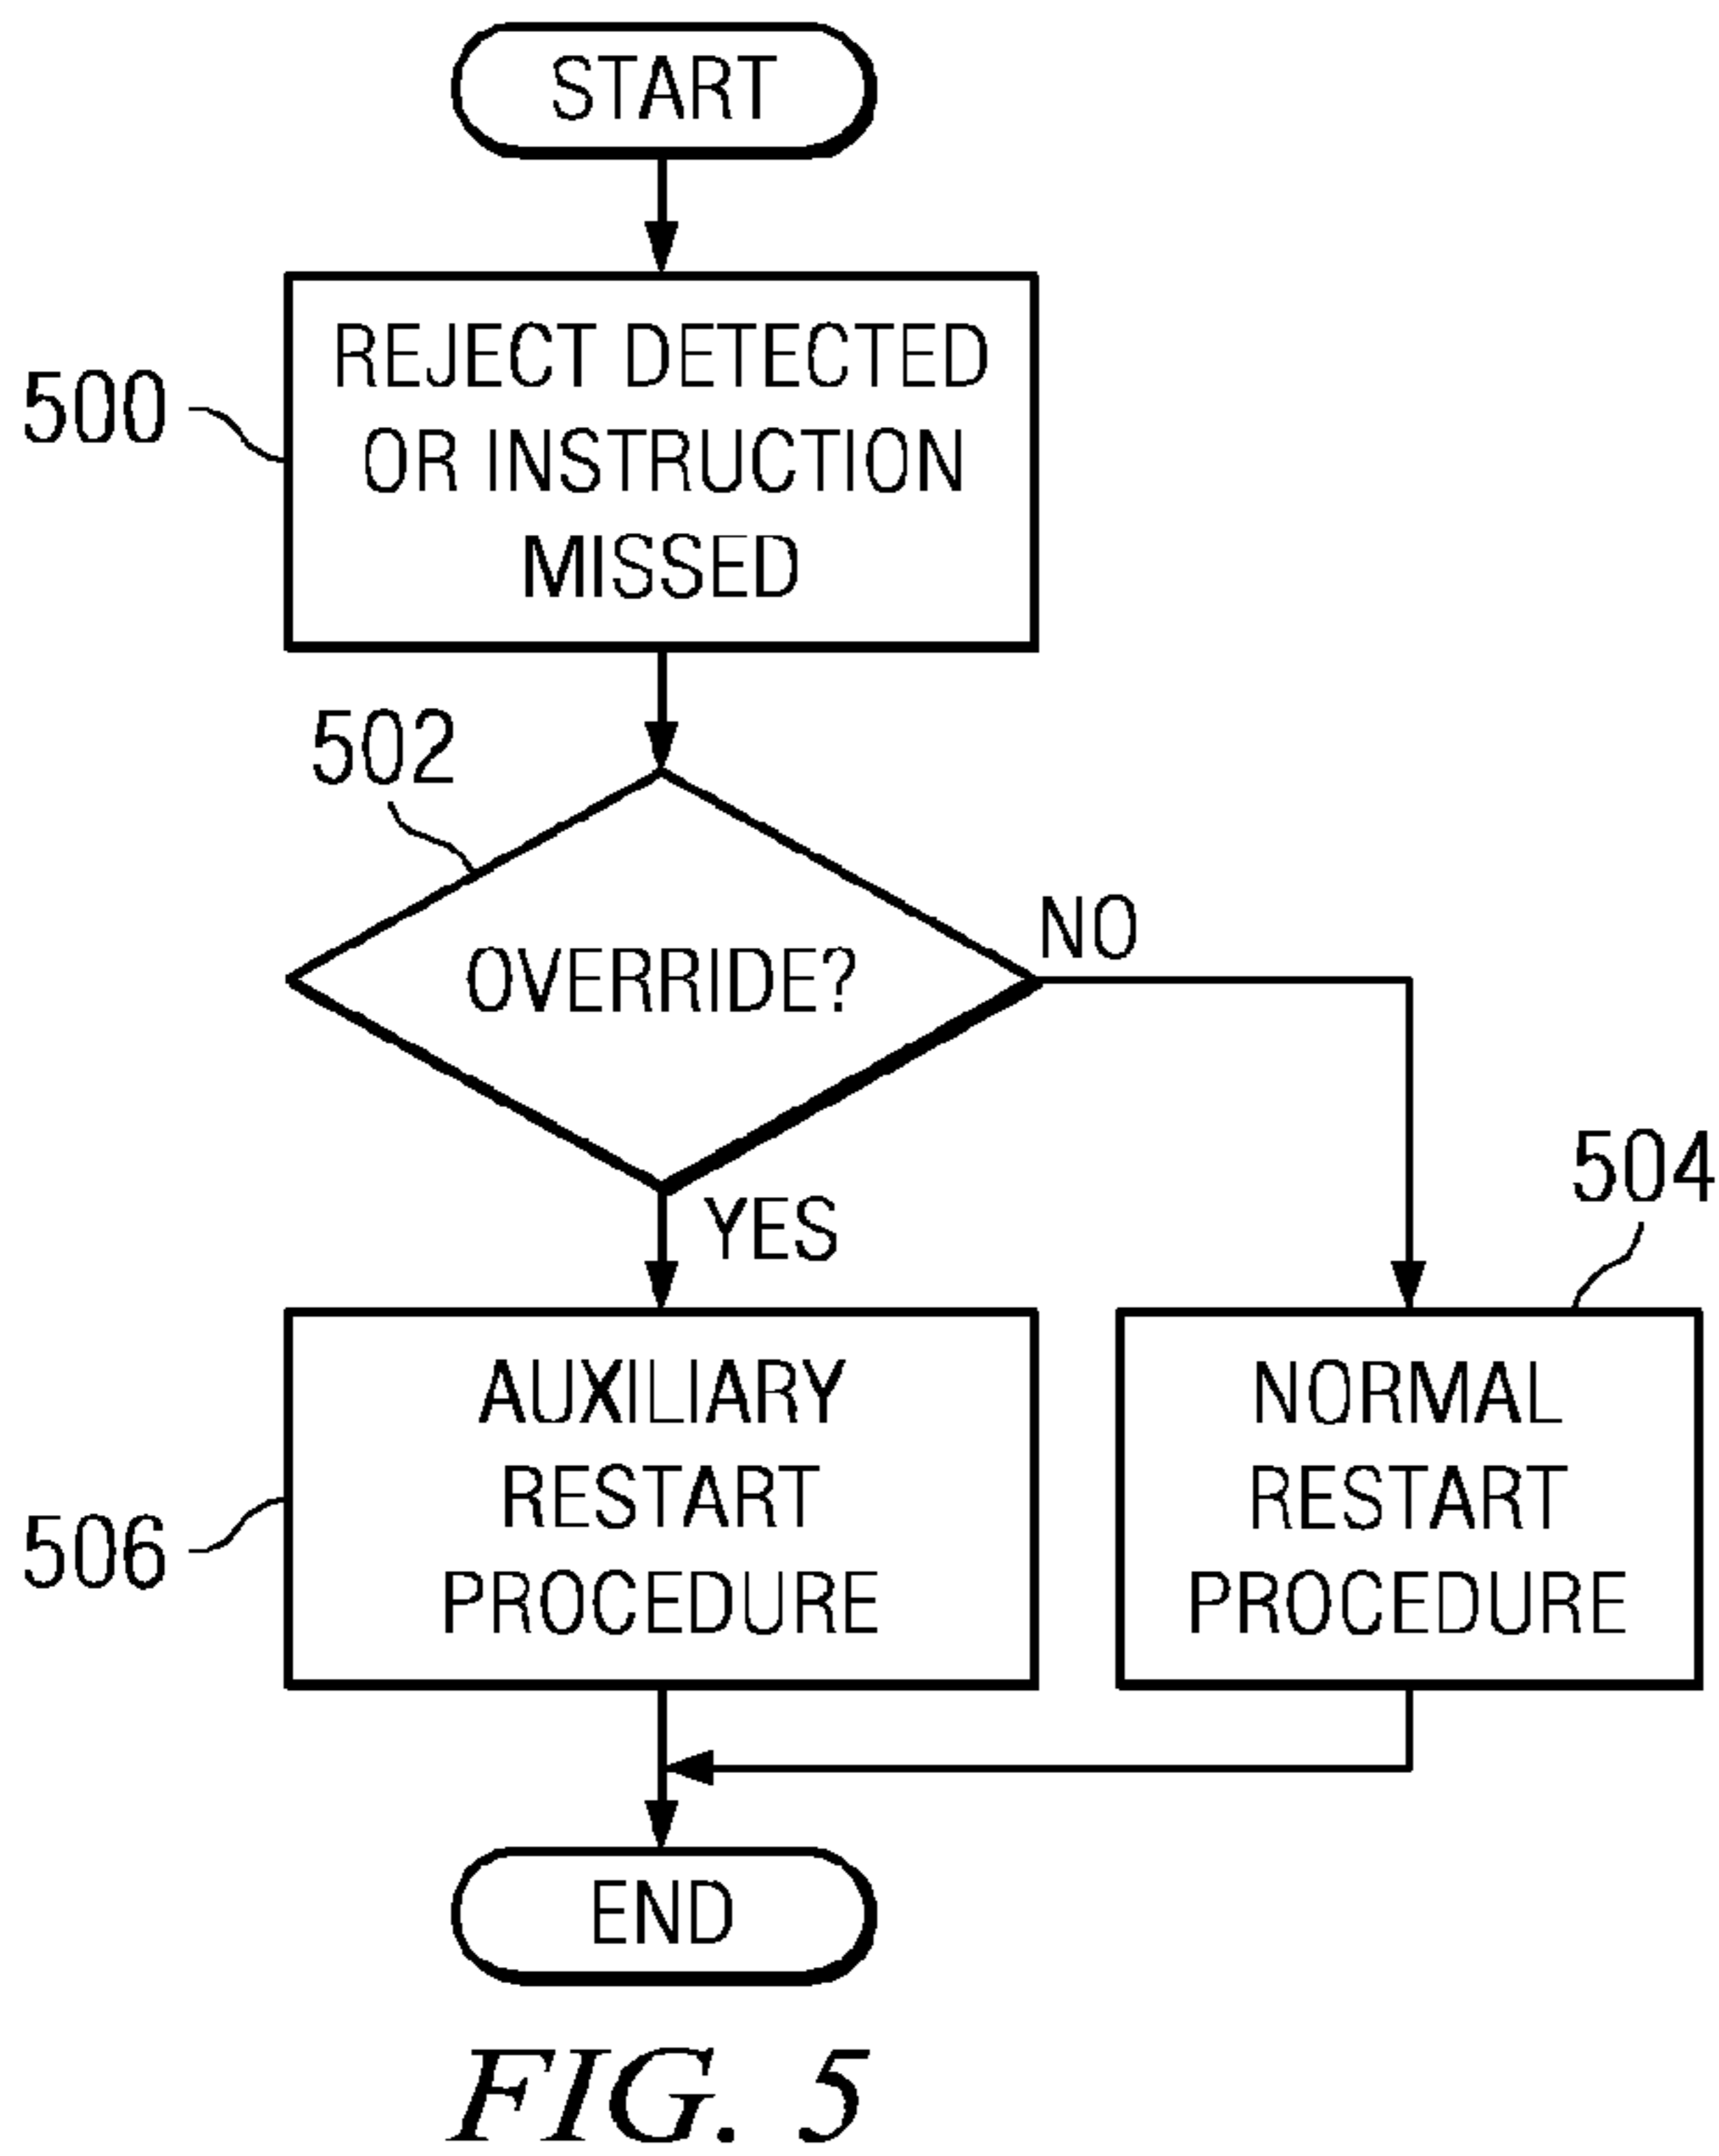 START
500
REJECT DETECTED
OR INSTRUCTION
MISSED
502
OVERRIDE?
NO
YES
504
506
AUXILIARY
RESTART
PROCEDURE
NORMAL
RESTART
PROCEDURE
END
FIG. 5